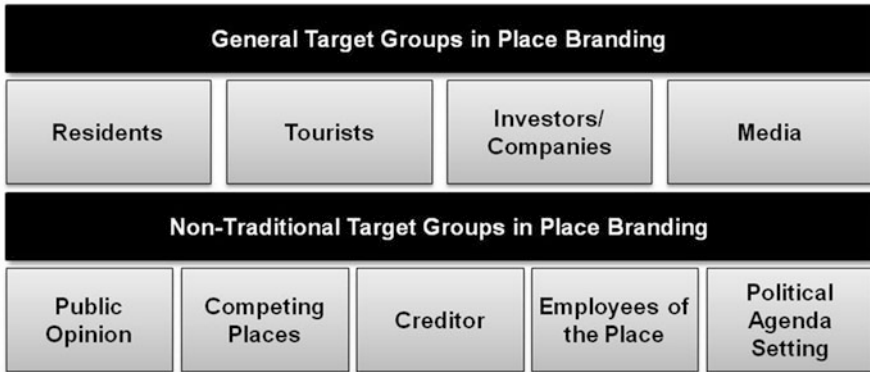 General Target Groups in Place Branding
Residents
Tourists
Investors/
Companies
Media
Non-Traditional Target Groups in Place Branding
Public
Opinion
Competing
Places
Creditor
Employees of
the Place
Political
Agenda
Setting